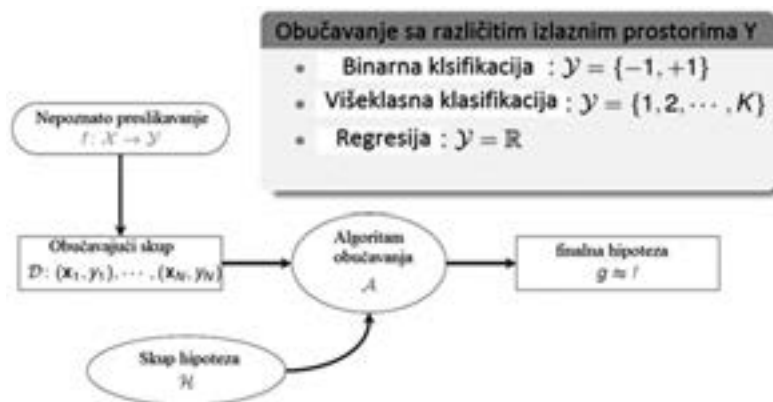 Obučavanje sa različitim izlaznim prostorima Y
• Binarna klsifikacija : 𝒴 = {−1, +1}
• Višeklasna klasifikacija : 𝒴 = {1, 2, ⋯ , K}
• Regresija : 𝒴 = ℝ
Nepoznato preslikavanje
f : 𝒳 → 𝒴
Obučavajući skup
𝒟 : (x₁, y₁), ⋯ , (x_N, y_N)
Algoritam
obučavanja
𝒜
finalna hipoteza
g ≈ f
Skup hipoteza
ℋ